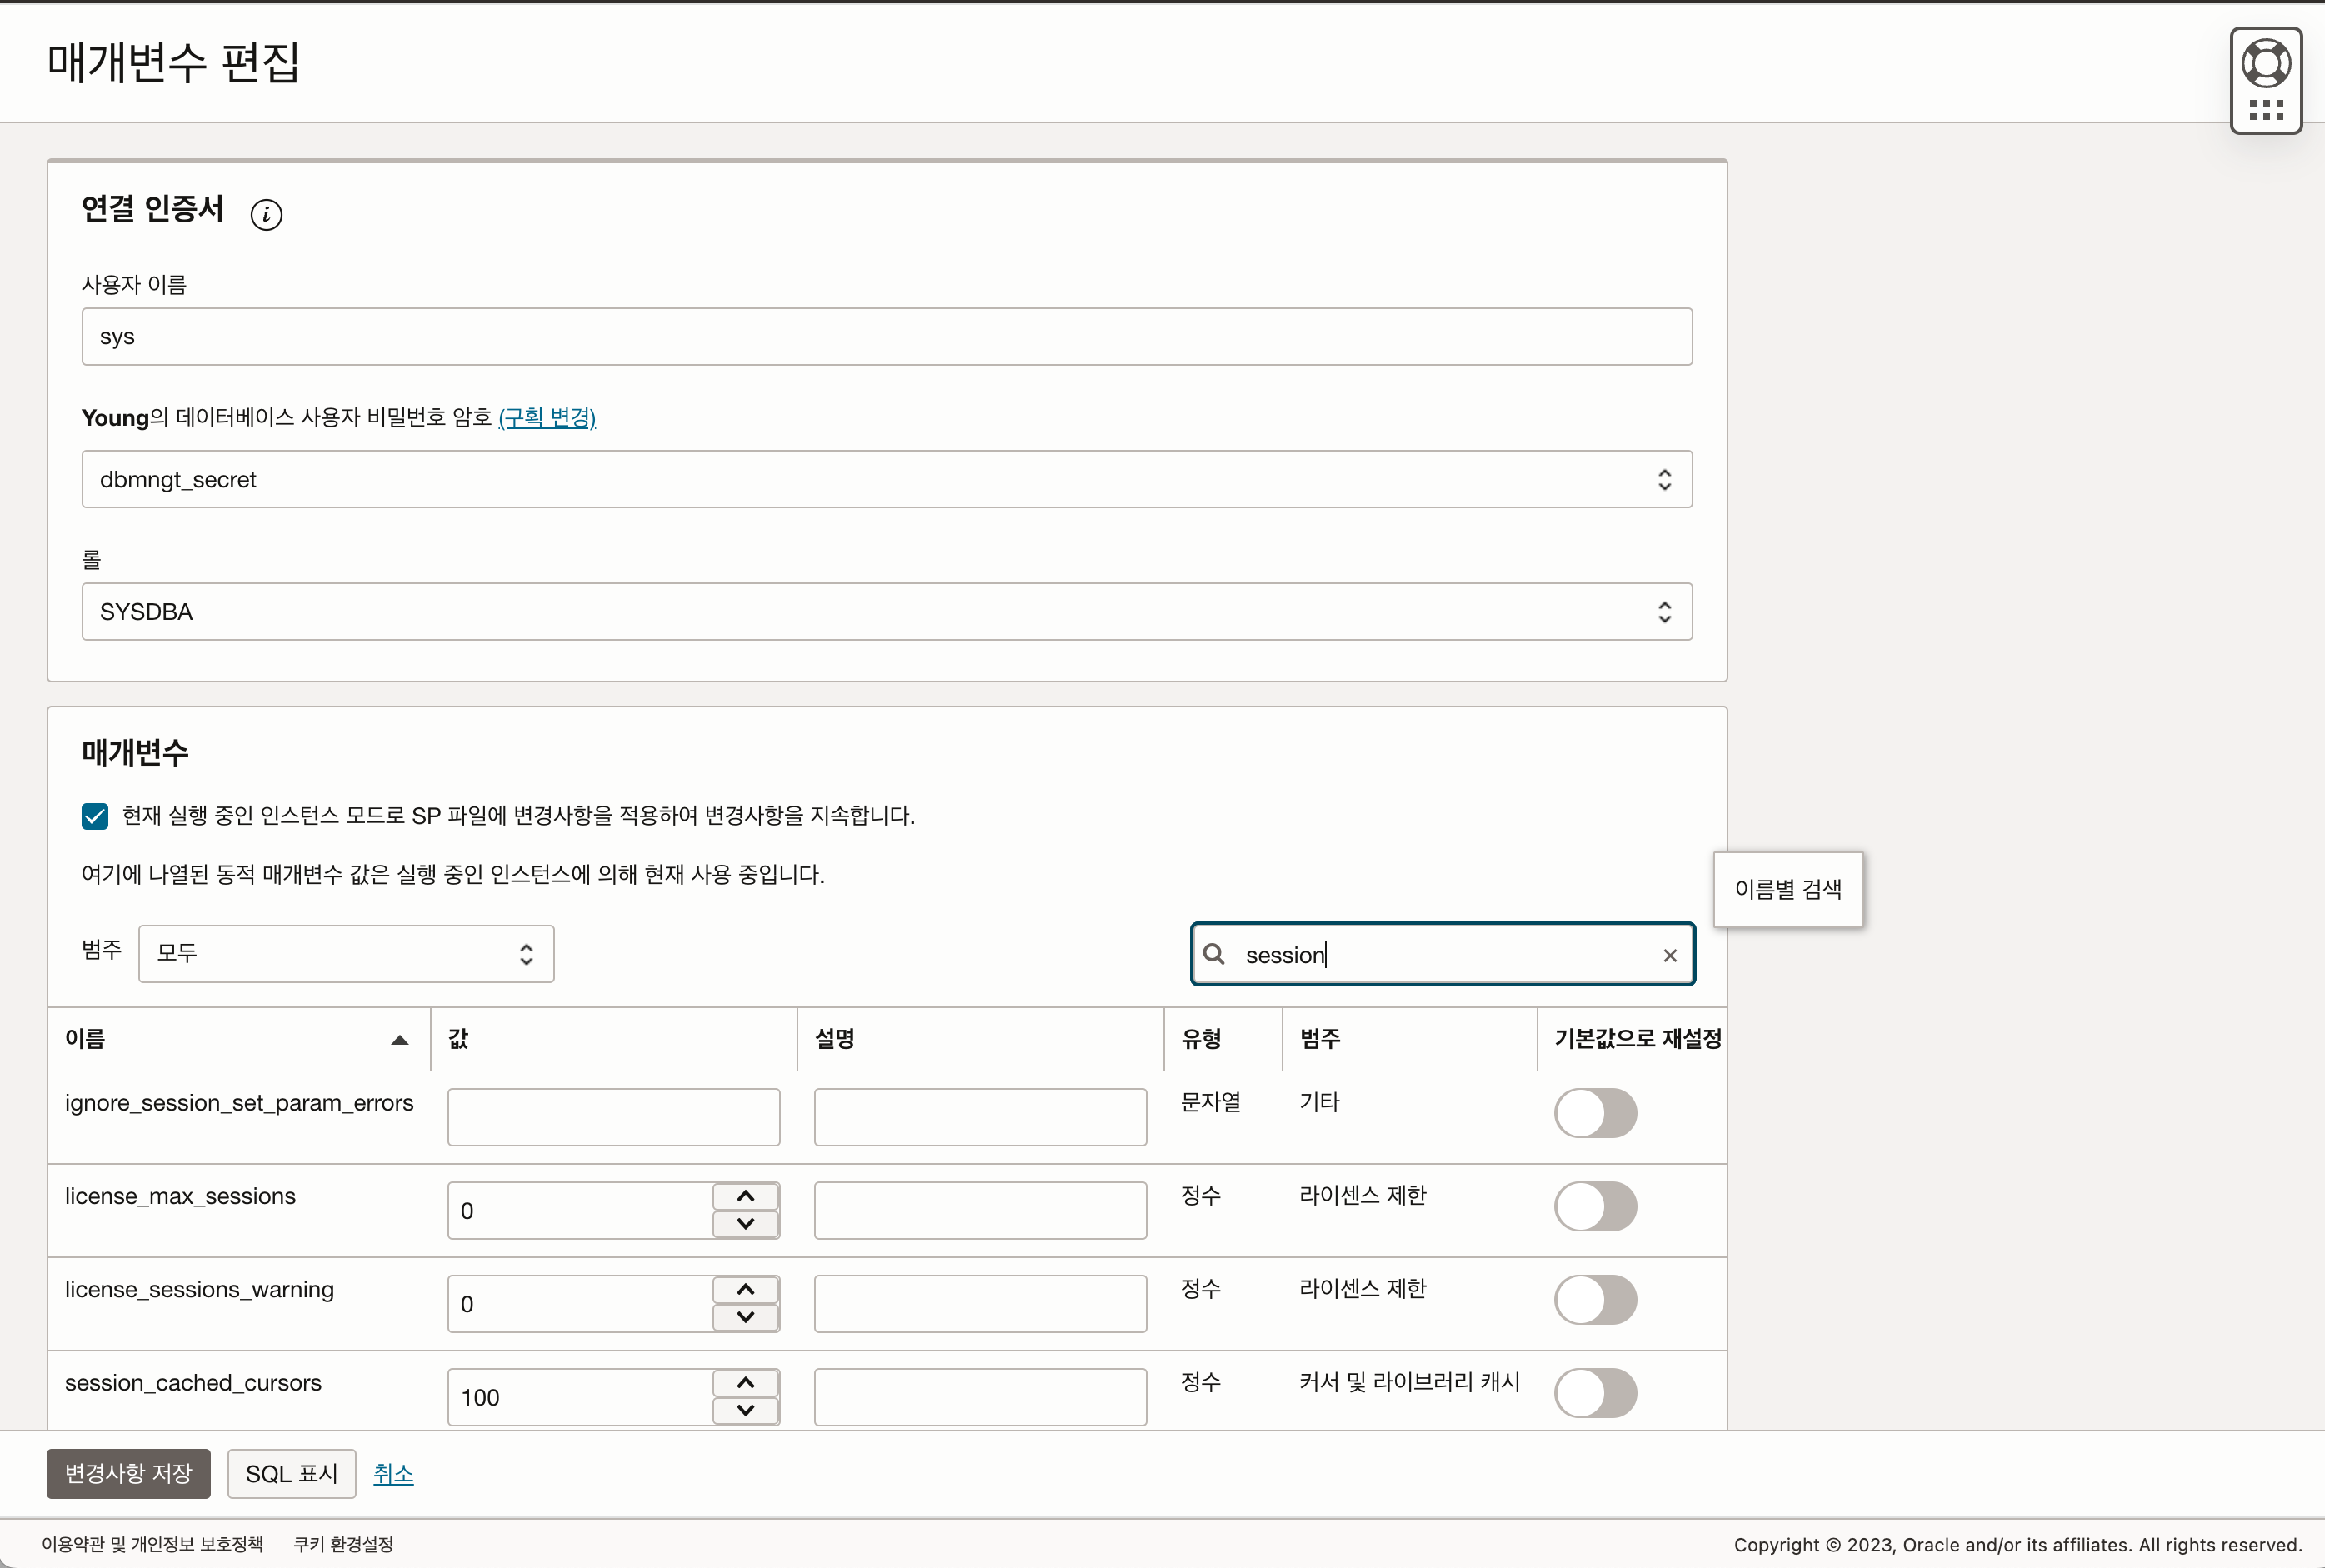 매개변수 편집
연결 인증서
사용자 이름
sys
Young의 데이터베이스 사용자 비밀번호 암호 (구획 변경)
dbmngt_secret
롤
SYSDBA
매개변수
현재 실행 중인 인스턴스 모드로 SP 파일에 변경사항을 적용하여 변경사항을 지속합니다.
여기에 나열된 동적 매개변수 값은 실행 중인 인스턴스에 의해 현재 사용 중입니다.
이름별 검색
범주 모두 session
이름 값 설명 유형 범주 기본값으로 재설정
ignore_session_set_param_errors 문자열 기타
license_max_sessions 0 정수 라이센스 제한
license_sessions_warning 0 정수 라이센스 제한
session_cached_cursors 100 정수 커서 및 라이브러리 캐시
변경사항 저장 SQL 표시 취소
이용약관 및 개인정보 보호정책 쿠키 환경설정 Copyright © 2023, Oracle and/or its affiliates. All rights reserved.